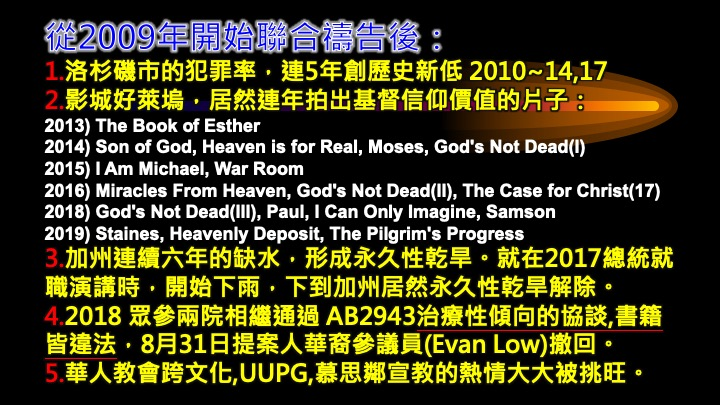 從2009年開始聯合禱告後：
1.洛杉磯市的犯罪率，連5年創歷史新低 2010~14,17
2.影城好萊塢，居然連年拍出基督信仰價值的片子：
2013) The Book of Esther
2014) Son of God, Heaven is for Real, Moses, God's Not Dead(I)
2015) I Am Michael, War Room
2016) Miracles From Heaven, God's Not Dead(II), The Case for Christ(17)
2018) God's Not Dead(III), Paul, I Can Only Imagine, Samson
2019) Staines, Heavenly Deposit, The Pilgrim's Progress
3.加州連續六年的缺水，形成永久性乾旱。就在2017總統就
職演講時，開始下雨，下到加州居然永久性乾旱解除。
4.2018 眾參兩院相繼通過 AB2943治療性傾向的協談,書籍
皆違法，8月31日提案人華裔參議員(Evan Low)撤回。
5.華人教會跨文化,UUPG,慕思鄰宣教的熱情大大被挑旺。